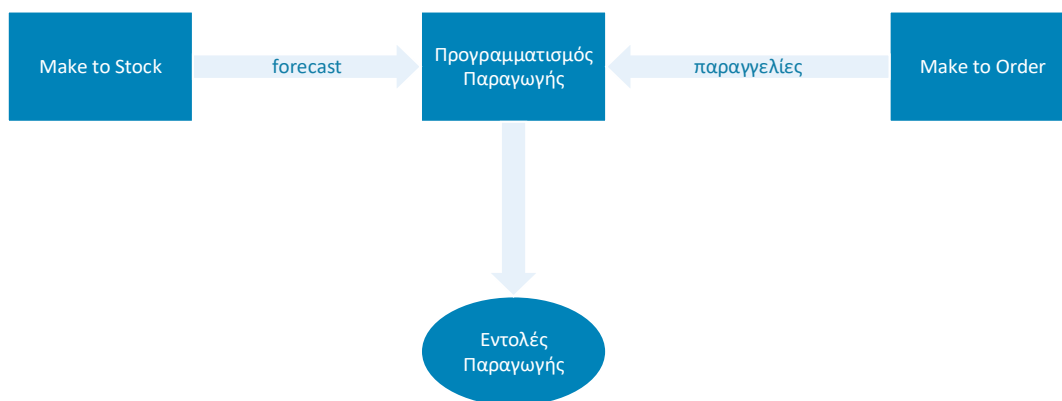 Make to Stock
forecast
Προγραμματισμός
Παραγωγής
παραγγελίες
Make to Order
Εντολές
Παραγωγής